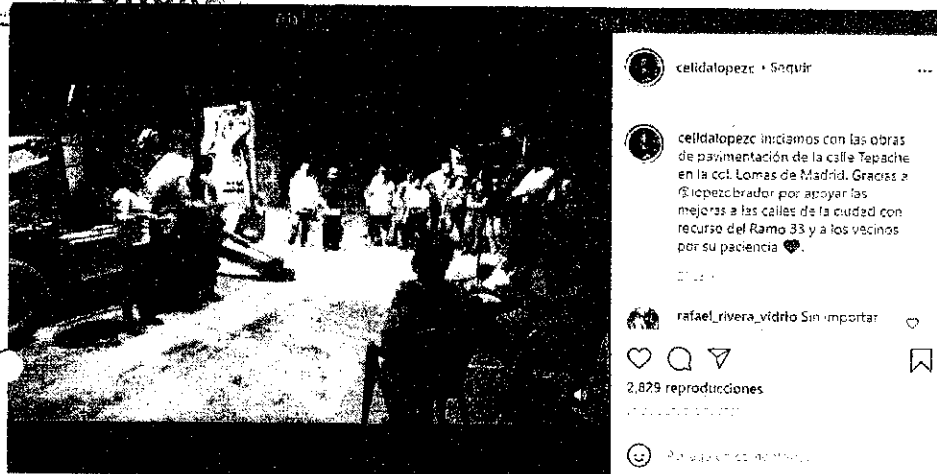 celidalopezc • Seguir
celidalopezc Iniciamos con las obras
de pavimentación de la calle Tepache
en la col. Lomas de Madrid. Gracias a
@lopezobrador por apoyar las
mejoras a las calles de la ciudad con
recurso del Ramo 33 y a los vecinos
por su paciencia
rafael_rivera_vidrio Sin importar
2,829 reproducciones